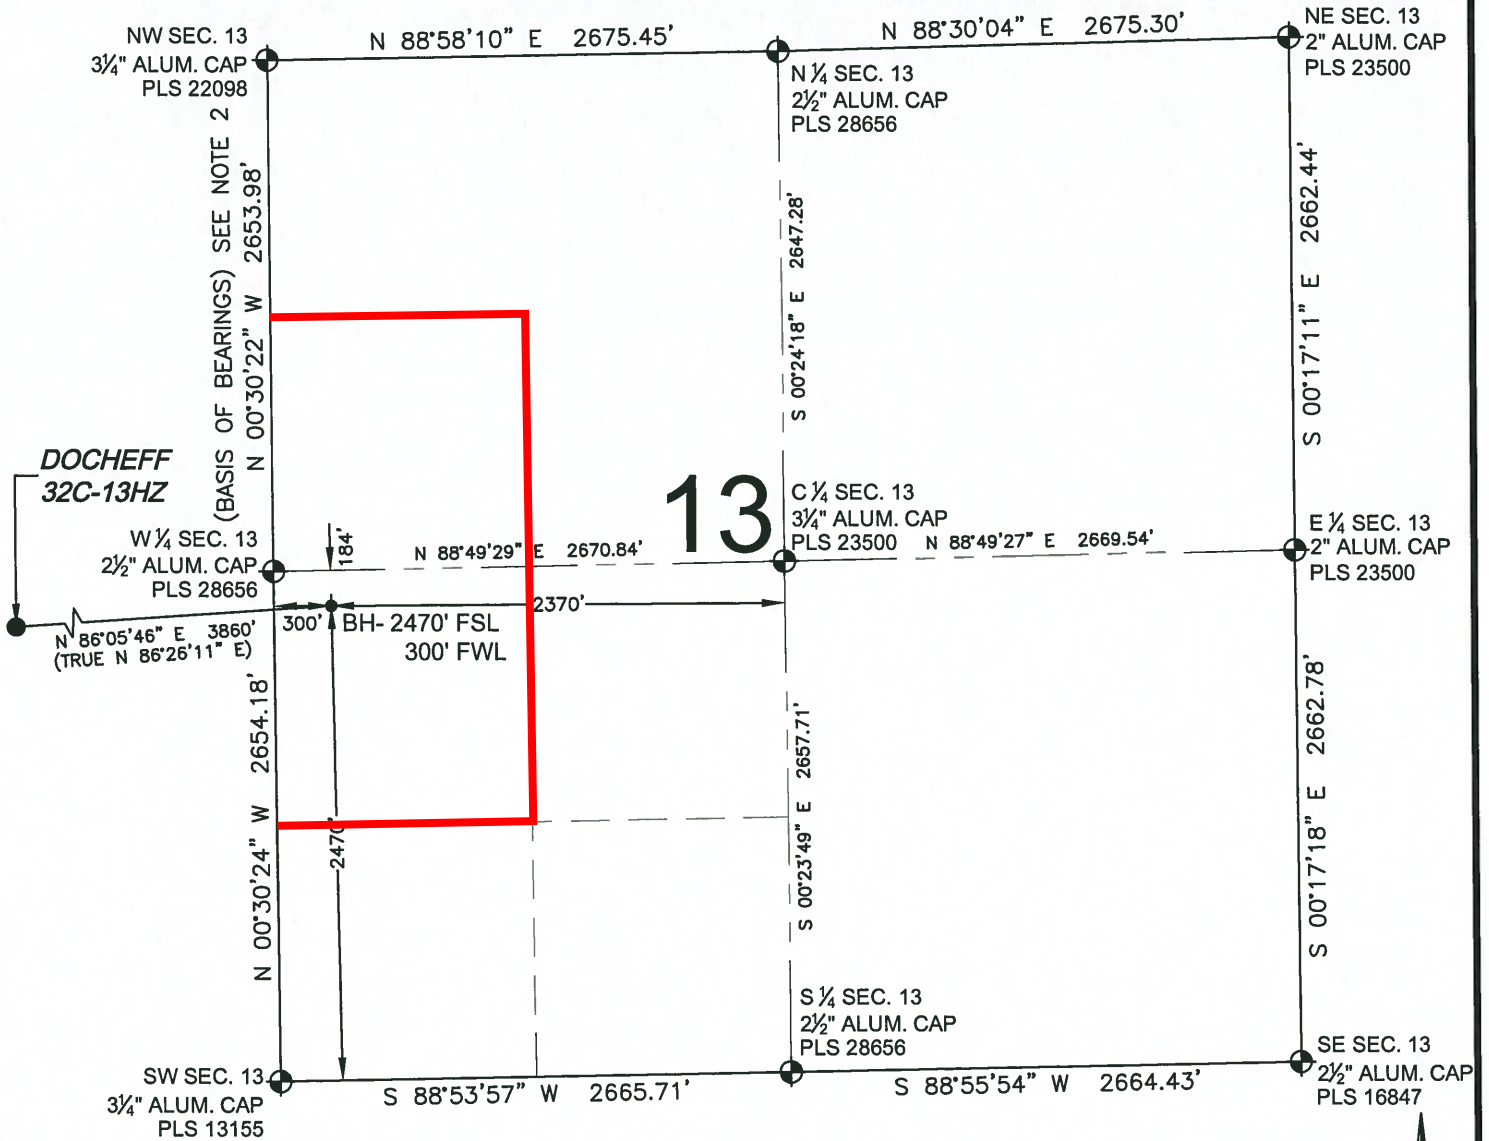 NW SEC. 13
3¼" ALUM. CAP
PLS 22098
N 88°58'10" E 2675.45'
N 88°30'04" E 2675.30'
NE SEC. 13
2" ALUM. CAP
PLS 23500
N ¼ SEC. 13
2½" ALUM. CAP
PLS 28656
(BASIS OF BEARINGS) SEE NOTE 2
N 00°30'22" W 2653.98'
S 00°24'18" E 2647.28'
S 00°17'11" E 2662.44'
DOCHEFF
32C-13HZ
W ¼ SEC. 13
2½" ALUM. CAP
PLS 28656
184'
N 88°49'29" E 2670.84'
13
C ¼ SEC. 13
3¼" ALUM. CAP
PLS 23500
N 88°49'27" E 2669.54'
E ¼ SEC. 13
2" ALUM. CAP
PLS 23500
N 86°05'46" E 3860'
(TRUE N 86°26'11" E)
300'
BH- 2470' FSL
300' FWL
2370'
N 00°30'24" W 2654.18'
2470'
S 00°23'49" E 2657.71'
S 00°17'18" E 2662.78'
SW SEC. 13
3¼" ALUM. CAP
PLS 13155
S 88°53'57" W 2665.71'
S ¼ SEC. 13
2½" ALUM. CAP
PLS 28656
S 88°55'54" W 2664.43'
SE SEC. 13
2½" ALUM. CAP
PLS 16847